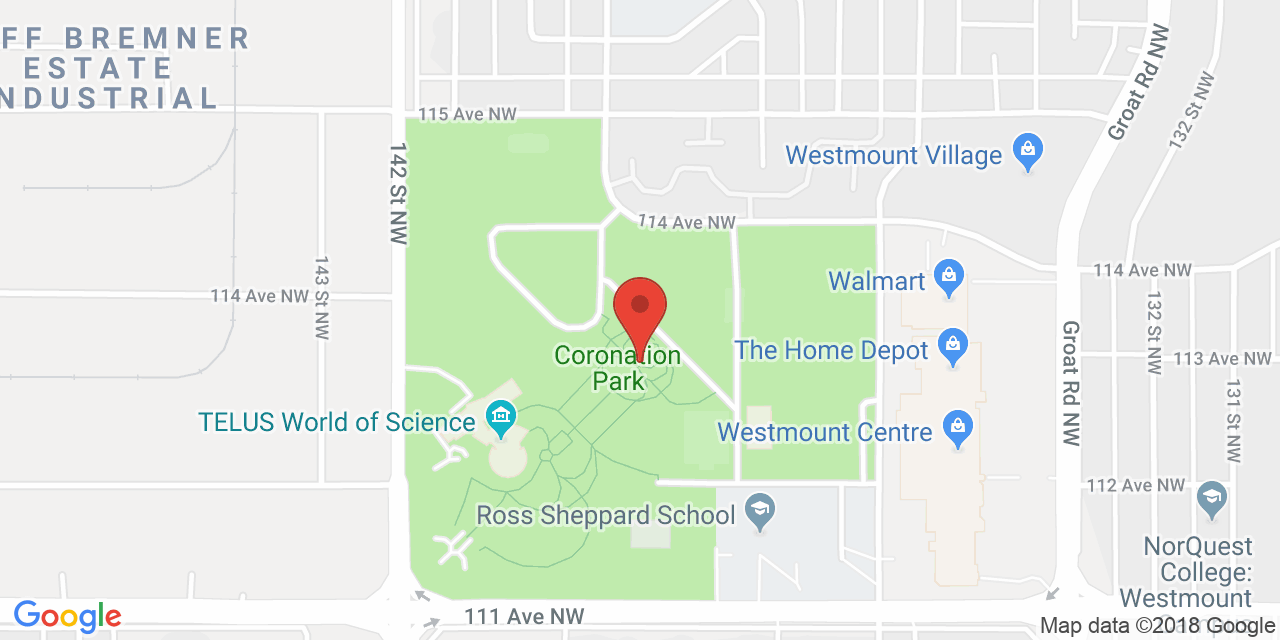 FF BREMNER
ESTATE
NDUSTRIAL
115 Ave NW
142 St NW
143 St NW
114 Ave NW
114 Ave NW
Westmount Village
Groat Rd NW
132 St NW
Walmart
114 Ave NW
132 St NW
The Home Depot
Groat Rd NW
113 Ave NW
131 St NW
Coronation
Park
TELUS World of Science
Westmount Centre
112 Ave NW
Ross Sheppard School
NorQuest
College:
Westmount
111 Ave NW
Google
Map data ©2018 Google